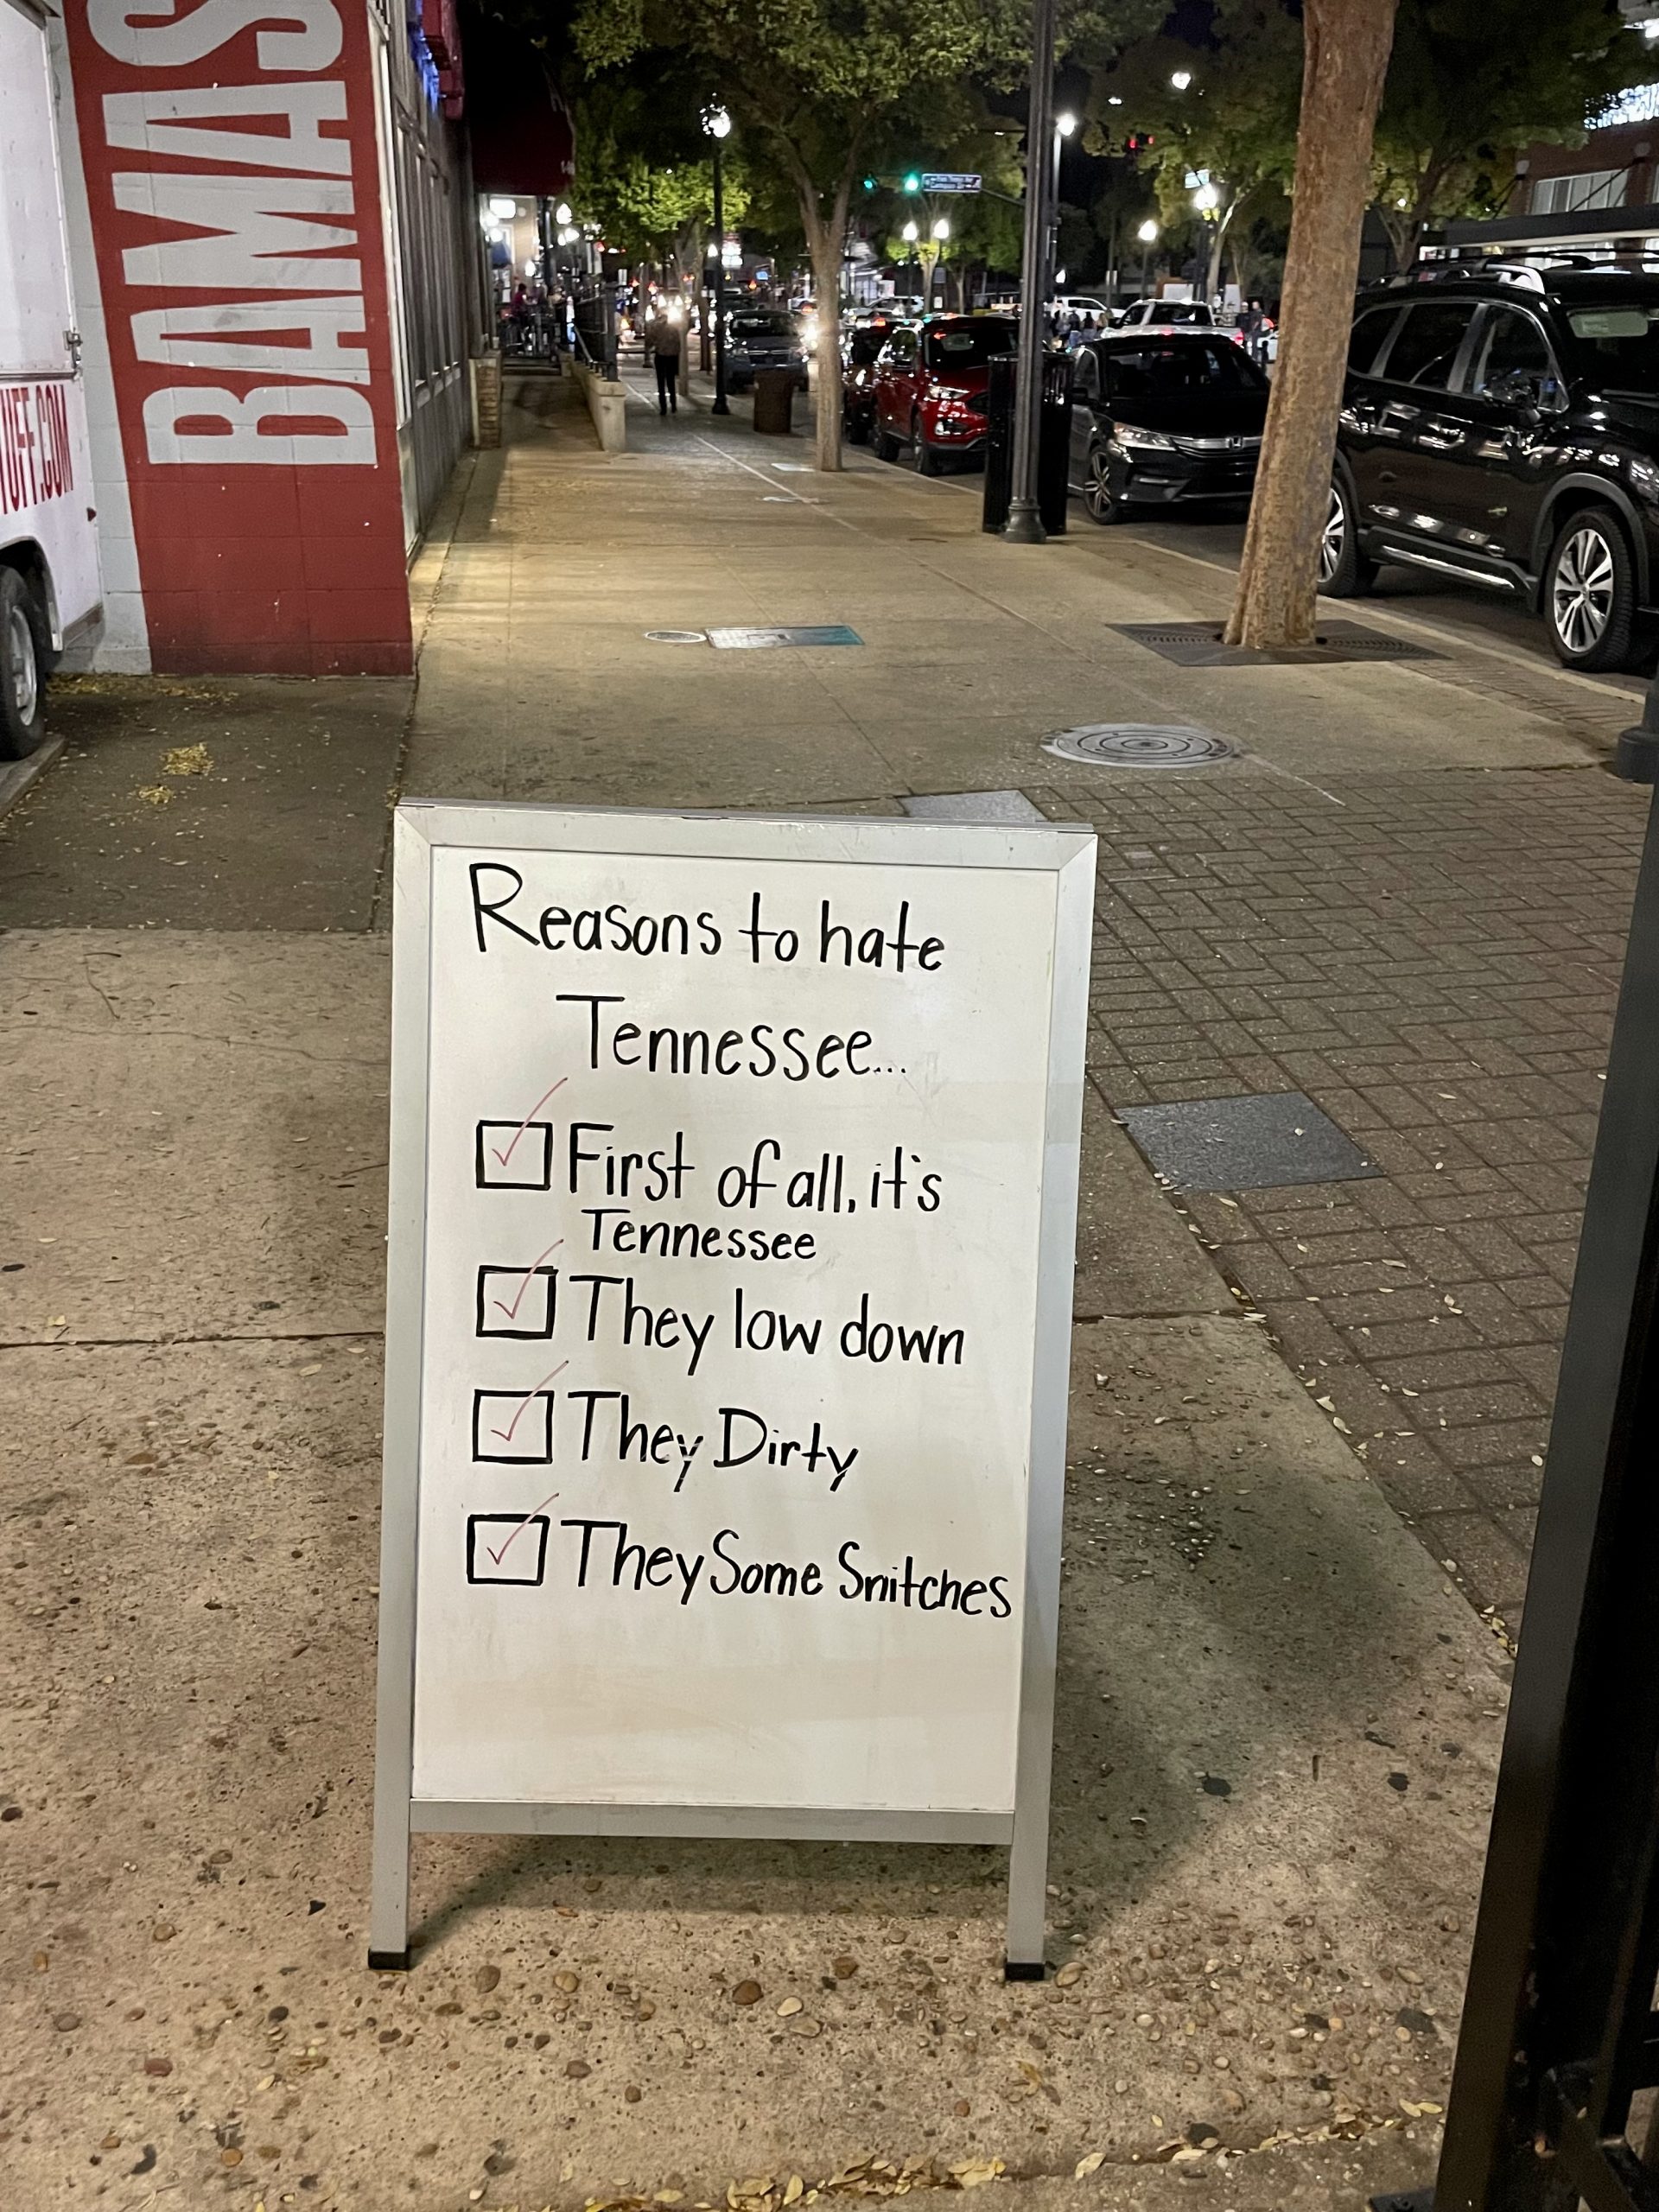 BAMAS
TUFF.COM
Reasons to hate
Tennessee...
First of all, it's
Tennessee
They low down
They Dirty
They Some Snitches